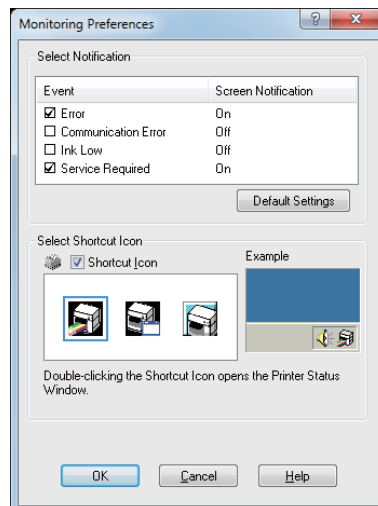 Monitoring Preferences
Select Notification
Event Screen Notification
Error On
Communication Error Off
Ink Low Off
Service Required On
Default Settings
Select Shortcut Icon
Shortcut Icon
Example
Double-clicking the Shortcut Icon opens the Printer Status
Window.
OK Cancel Help